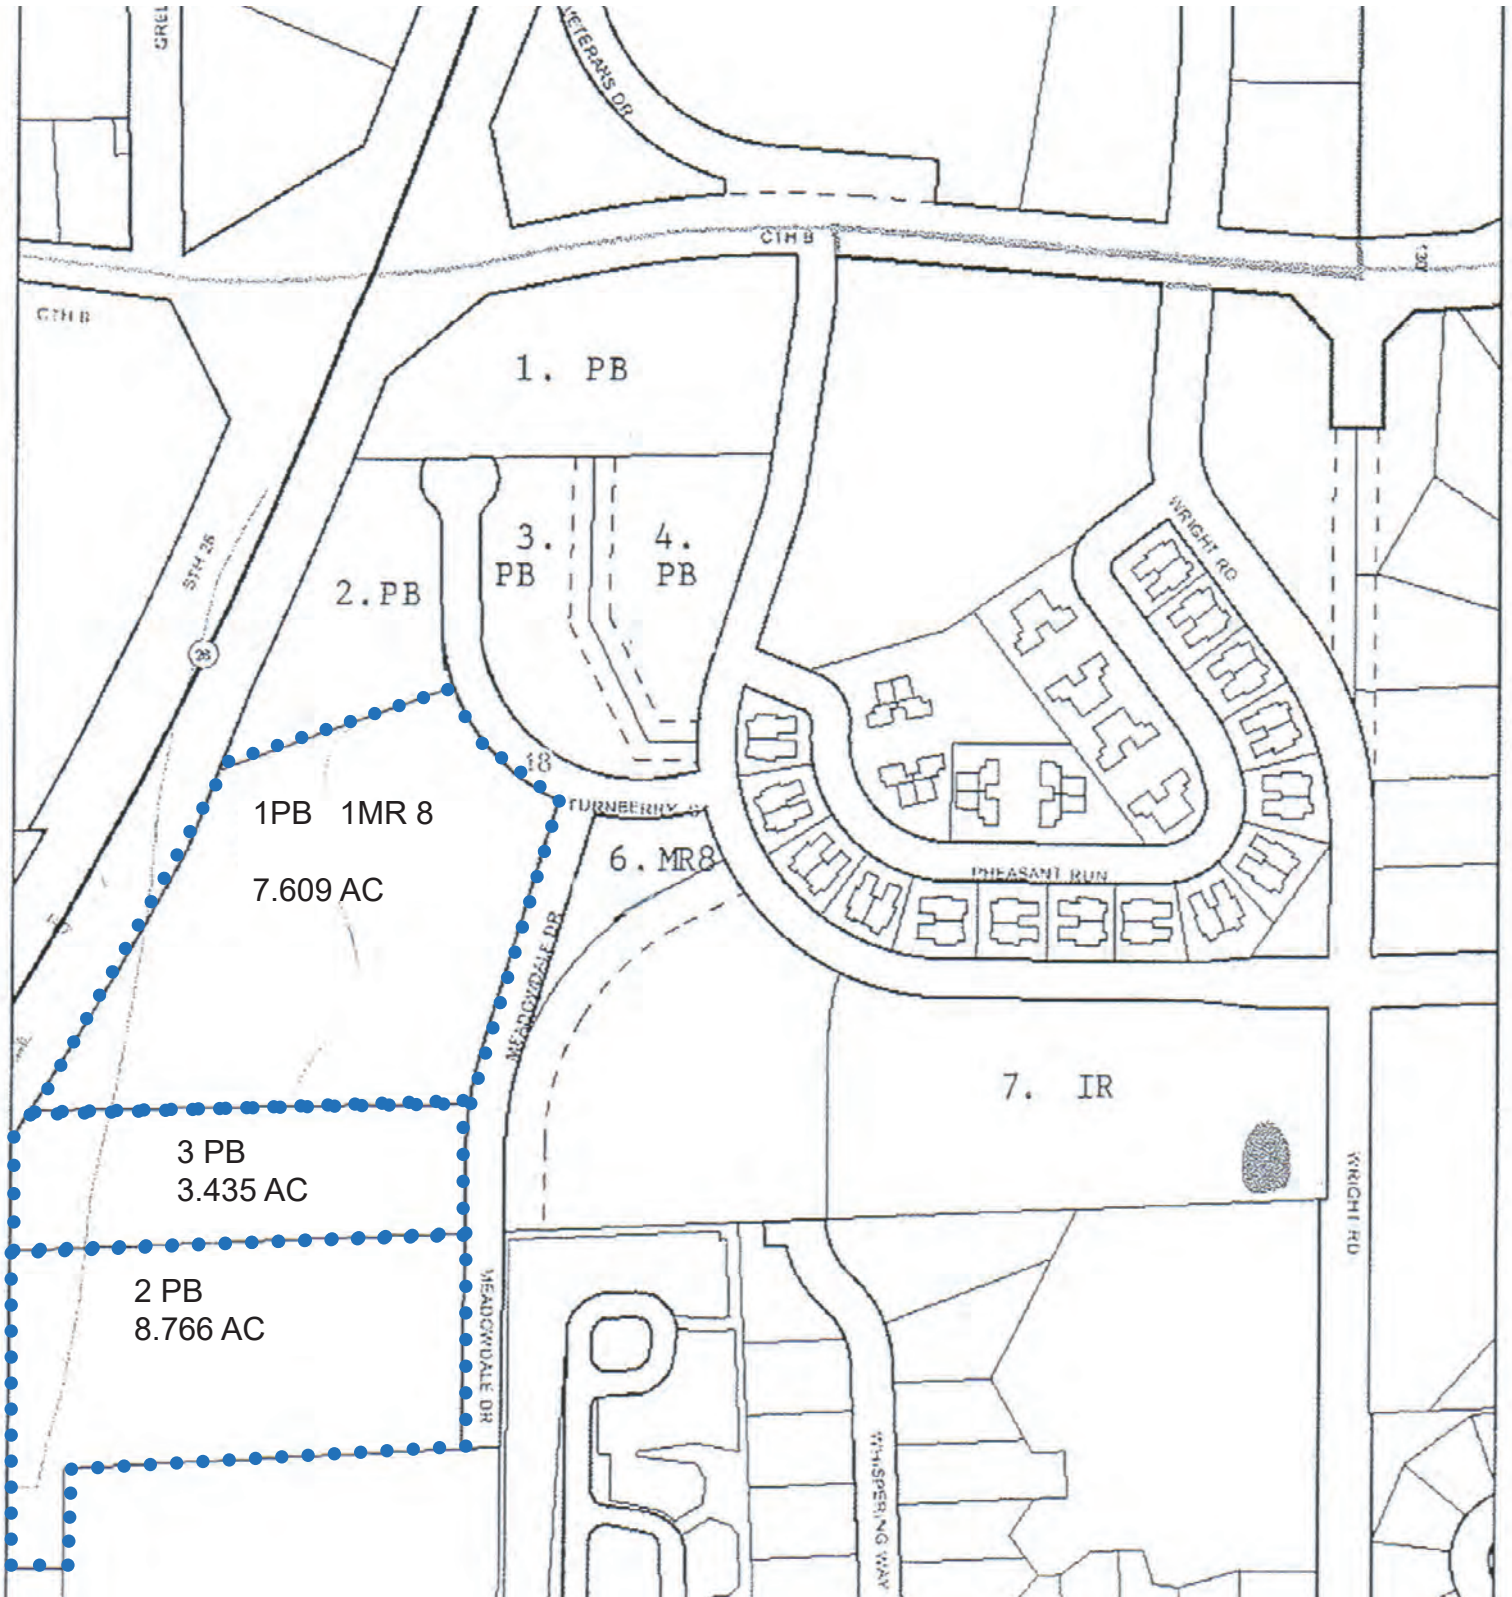 VETERANS DR
CTH B
CTH B
1. PB
STH 26
26
2. PB
3.
PB
4.
PB
WRIGHT RD
18
TURNBERRY
1PB 1MR 8
7.609 AC
6. MR8
PHEASANT RUN
MEADOWDALE DR
7. IR
3 PB
3.435 AC
2 PB
8.766 AC
MEADOWDALE DR
WHISPERING WAY
WRIGHT RD